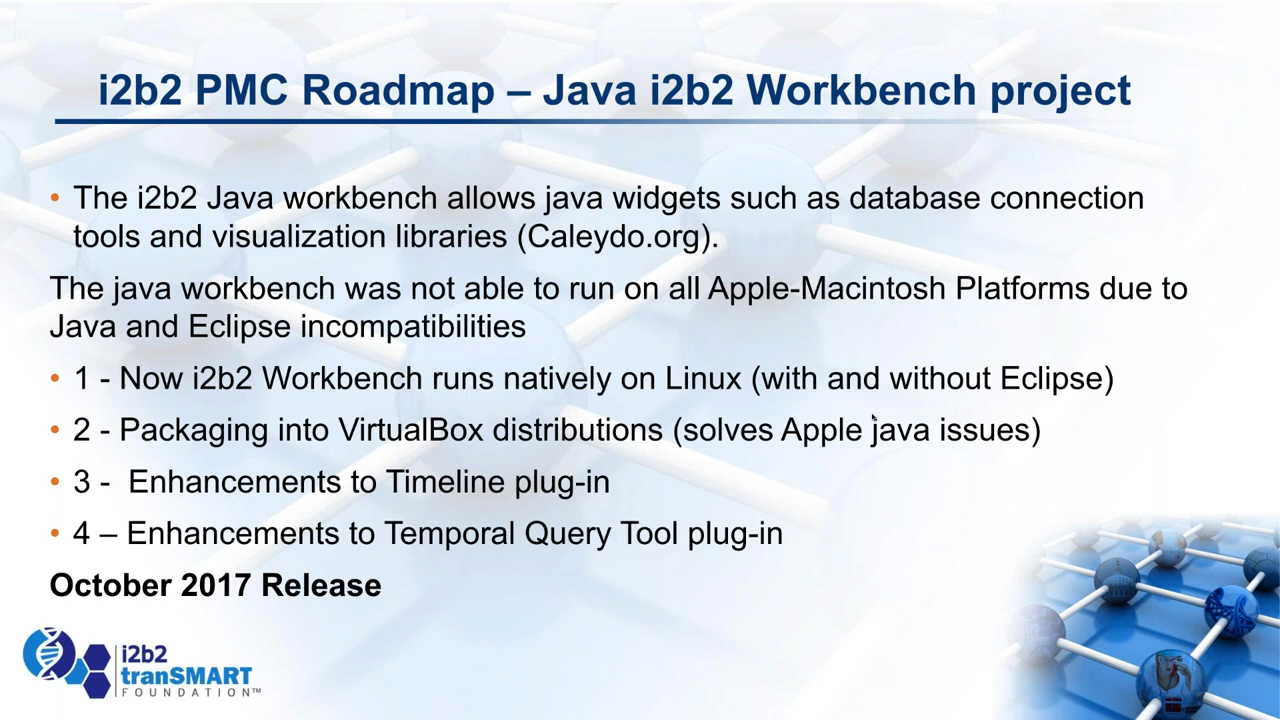 i2b2 PMC Roadmap – Java i2b2 Workbench project
• The i2b2 Java workbench allows java widgets such as database connection
tools and visualization libraries (Caleydo.org).
The java workbench was not able to run on all Apple-Macintosh Platforms due to
Java and Eclipse incompatibilities
• 1 - Now i2b2 Workbench runs natively on Linux (with and without Eclipse)
• 2 - Packaging into VirtualBox distributions (solves Apple java issues)
• 3 -  Enhancements to Timeline plug-in
• 4 – Enhancements to Temporal Query Tool plug-in
October 2017 Release
i2b2
tranSMART
FOUNDATION™